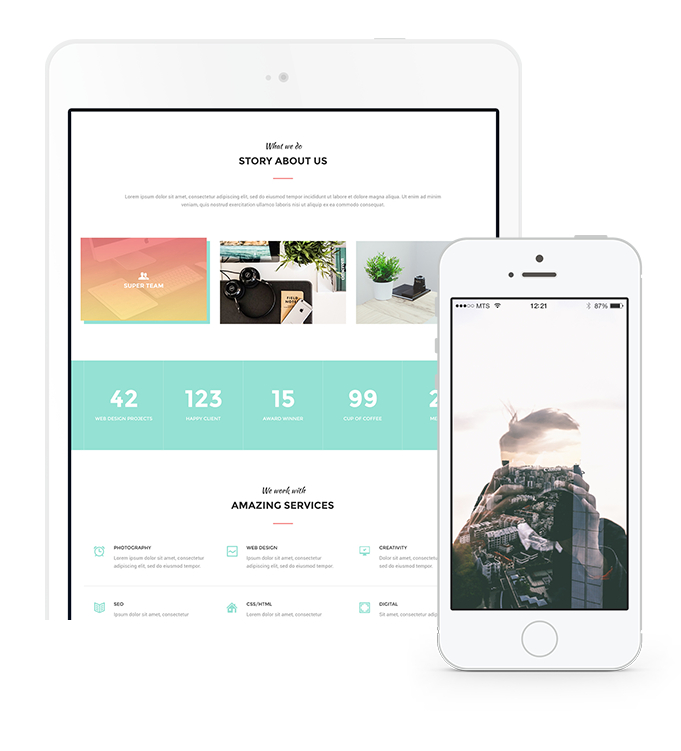 What we do
STORY ABOUT US
Lorem ipsum dolor sit amet, consectetur adipiscing elit, sed do eiusmod tempor incididunt ut labore et dolore magna aliqua. Ut enim ad minim
veniam, quis nostrud exercitation ullamco laboris nisi ut aliquip ex ea commodo consequat.
SUPER TEAM
FIELD NOTES
42 123 15 99 2
WEB DESIGN PROJECTS HAPPY CLIENT AWARD WINNER CUP OF COFFEE ME
We work with
AMAZING SERVICES
PHOTOGRAPHY WEB DESIGN CREATIVITY
Lorem ipsum dolor sit amet, consectetur Ipsum dolor sit amet, consectetur Dolor sit amet, consectetur
adipiscing elit, sed do eiusmod tempor. adipiscing elit, sed do eiusmod tempor. sed do eiusmod tempor.
SEO CSS/HTML DIGITAL
Ipsum dolor sit amet, consectetur Lorem ipsum dolor sit amet, consectetur Sit amet, consectetur
MTS 12:21 87%